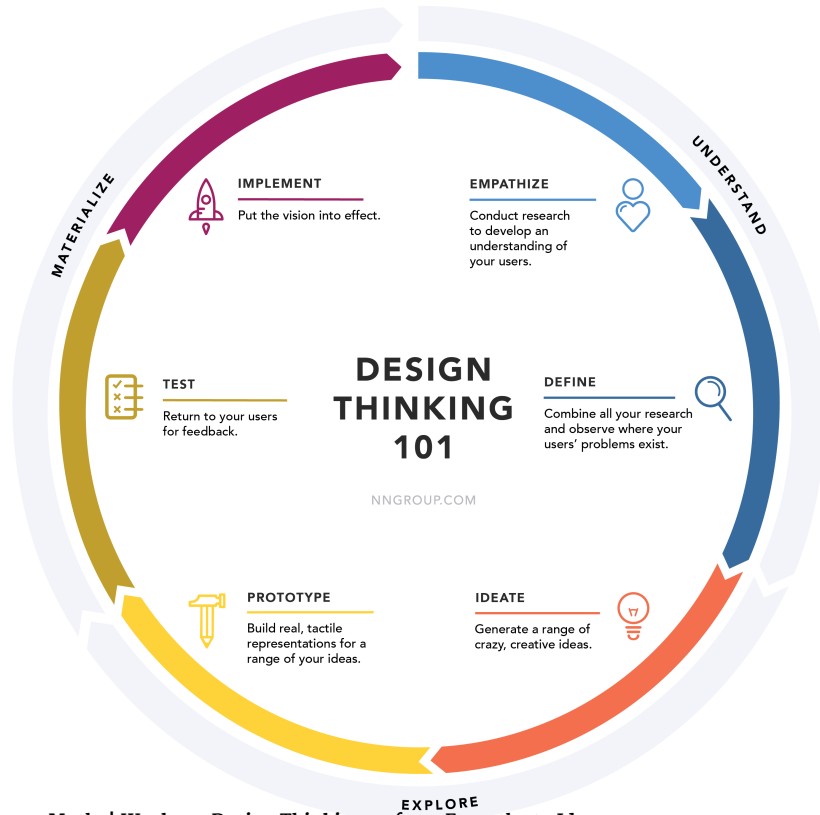 MATERIALIZE
UNDERSTAND
IMPLEMENT
Put the vision into effect.
EMPATHIZE
Conduct research
to develop an
understanding of
your users.
DESIGN
THINKING
101
NNGROUP.COM
TEST
Return to your users
for feedback.
DEFINE
Combine all your research
and observe where your
users' problems exist.
PROTOTYPE
Build real, tactile
representations for a
range of your ideas.
IDEATE
Generate a range of
crazy, creative ideas.
EXPLORE